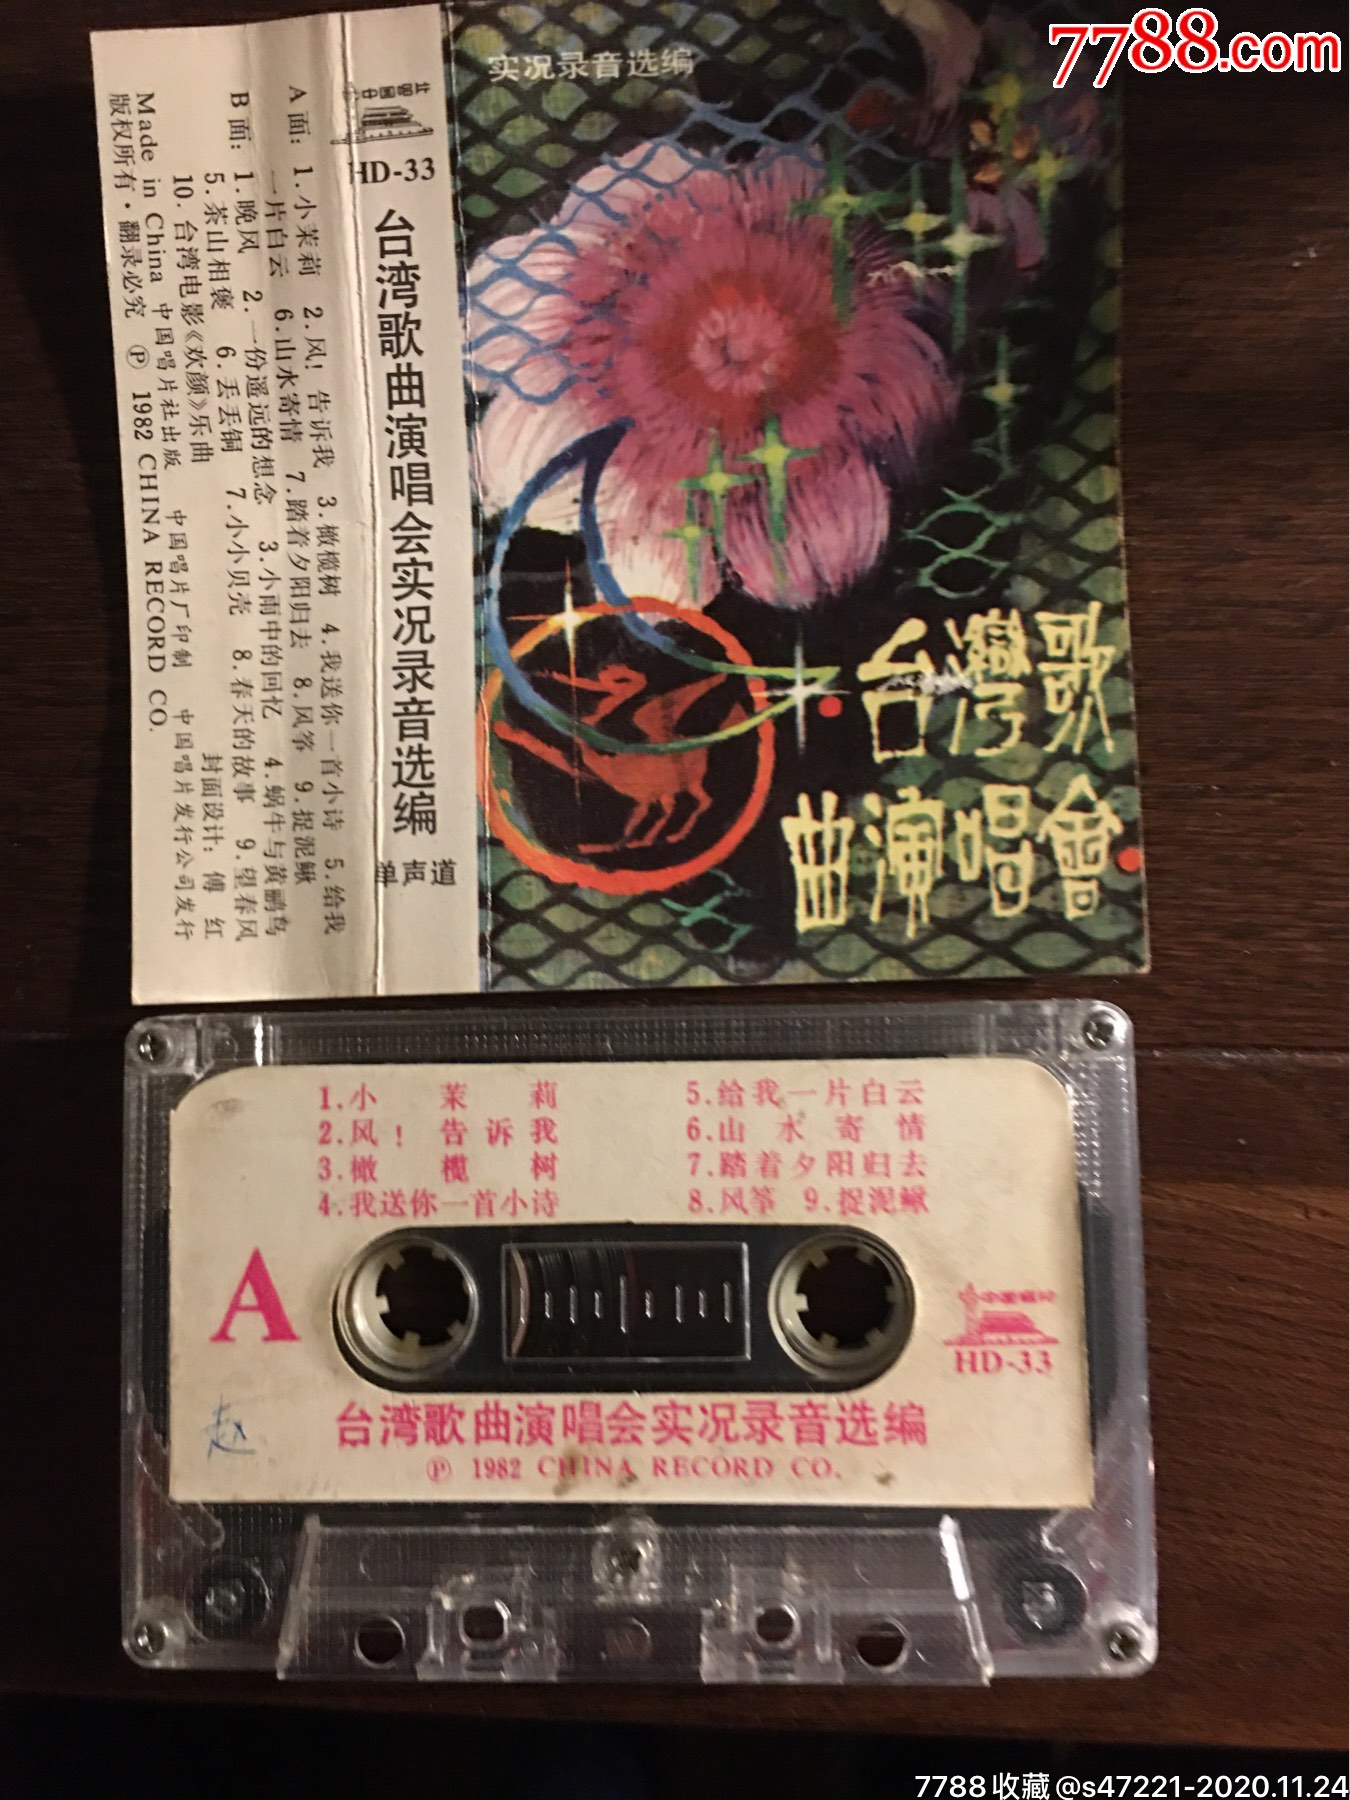 7788.com
实况录音选编
台灣歌
曲演唱會
中国唱片
HD-33
台湾歌曲演唱会实况录音选编
单声道
A面：1.小茉莉 2.风！告诉我 3.橄榄树 4.我送你一首小诗 5.给我
一片白云 6.山水寄情 7.踏着夕阳归去 8.风筝 9.捉泥鳅
B面：1.晚风 2.一份遥远的想念 3.小雨中的回忆 4.蜗牛与黄鹂鸟
5.茶山相褒 6.丢丢铜 7.小小贝壳 8.春天的故事 9.望春风
10.台湾电影《欢颜》乐曲 封面设计：傅红
Made in China 中国唱片社出版 中国唱片厂印制 中国唱片发行公司发行
版权所有·翻录必究 Ⓟ 1982 CHINA RECORD CO.
1.小茉莉
2.风！告诉我
3.橄榄树
4.我送你一首小诗
5.给我一片白云
6.山水寄情
7.踏着夕阳归去
8.风筝 9.捉泥鳅
A
中国唱片
HD-33
赵
台湾歌曲演唱会实况录音选编
Ⓟ 1982 CHINA RECORD CO.
7788收藏@s47221-2020.11.24